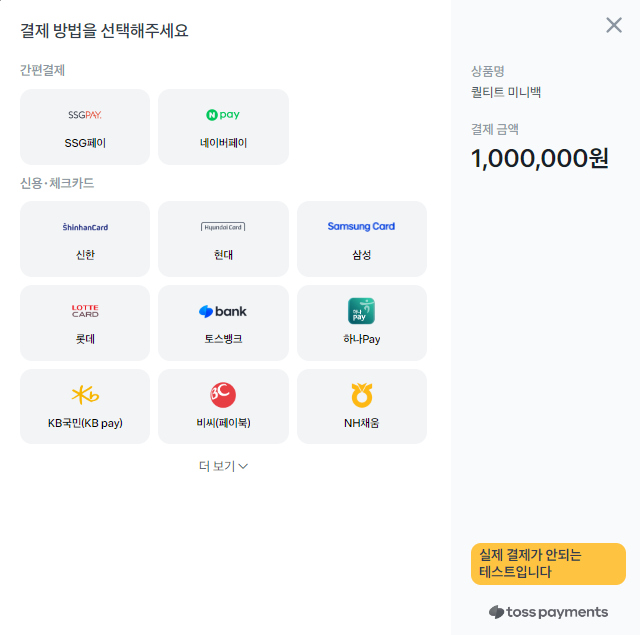 결제 방법을 선택해주세요
간편결제
SSGPAY.
SSG페이
N pay
네이버페이
신용·체크카드
ShinhanCard
신한
Hyundai Card
현대
Samsung Card
삼성
LOTTE
CARD
롯데
bank
토스뱅크
하나
pay
하나Pay
KB국민(KB pay)
BC
비씨(페이북)
NH채움
더 보기
상품명
퀼티트 미니백
결제 금액
1,000,000원
실제 결제가 안되는
테스트입니다
toss payments